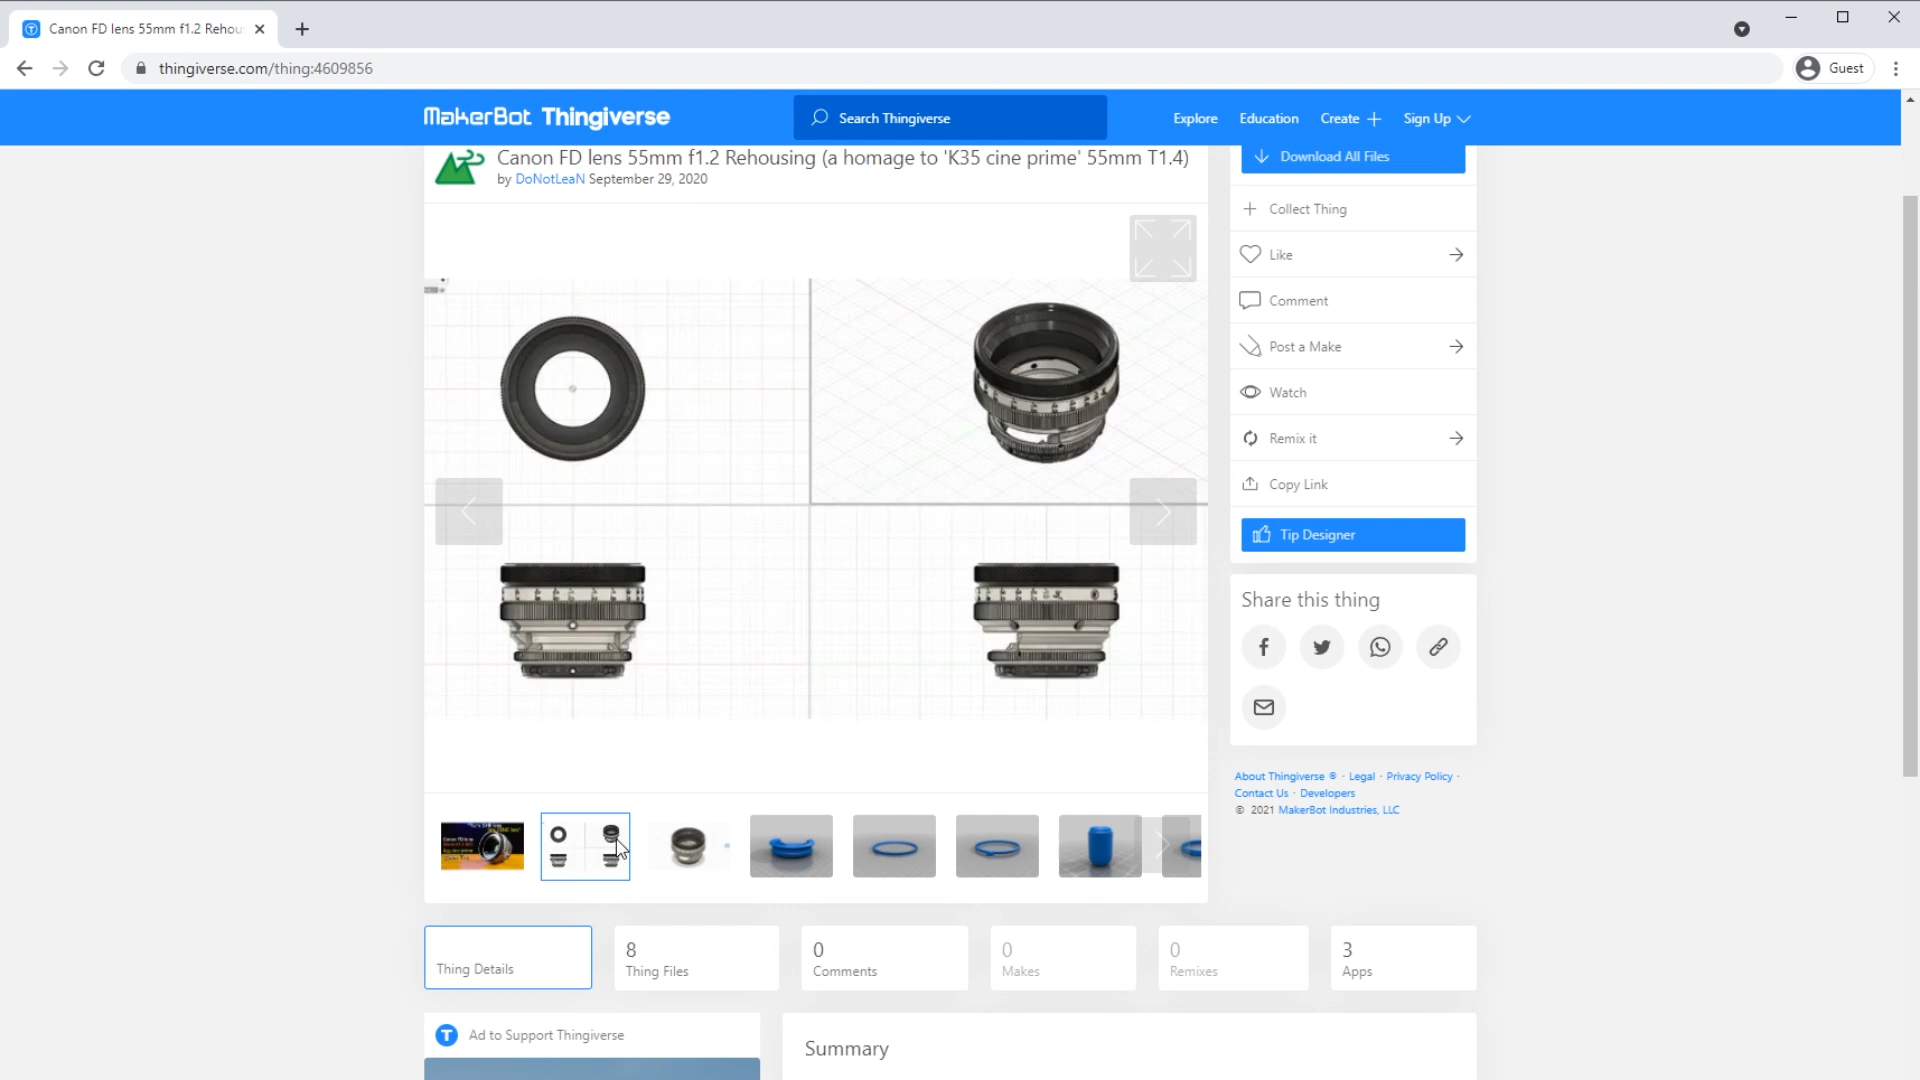 Canon FD lens 55mm f1.2 Rehou
thingiverse.com/thing:4609856
Guest
MakerBot Thingiverse
Search Thingiverse
Explore
Education
Create
Sign Up
Canon FD lens 55mm f1.2 Rehousing (a homage to 'K35 cine prime' 55mm T1.4)
by DoNotLeaN September 29, 2020
Download All Files
Collect Thing
Like
Comment
Post a Make
Watch
Remix it
Copy Link
Tip Designer
Share this thing
About Thingiverse ® · Legal · Privacy Policy ·
Contact Us · Developers
© 2021 MakerBot Industries, LLC
Thing Details
8
Thing Files
0
Comments
0
Makes
0
Remixes
3
Apps
Ad to Support Thingiverse
Summary